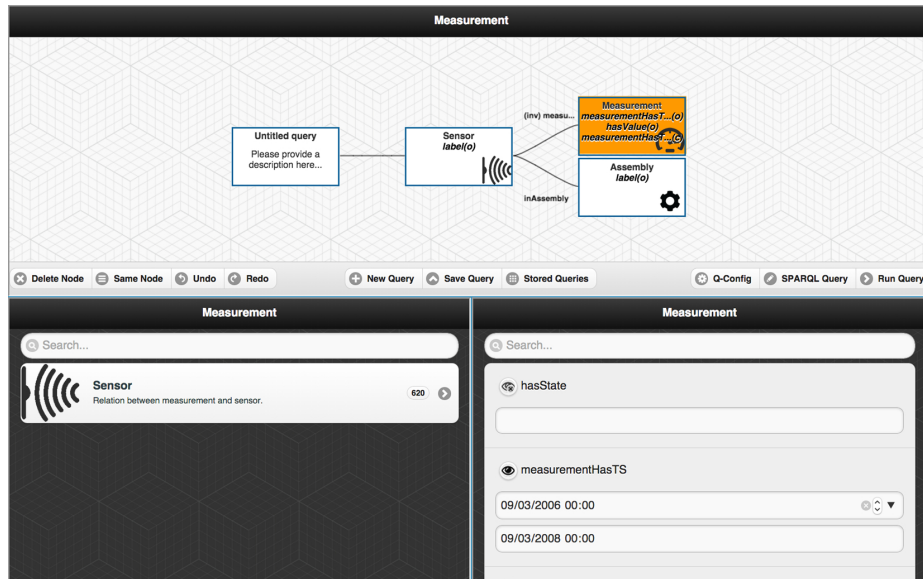 Measurement
Untitled query
Please provide a
description here...
Sensor
label(o)
(inv) measu...
inAssembly
Measurement
measurementHasT...(o)
hasValue(o)
measurementHasT...(c)
Assembly
label(o)
Delete Node
Same Node
Undo
Redo
New Query
Save Query
Stored Queries
Q-Config
SPARQL Query
Run Query
Measurement
Search...
Sensor
Relation between measurement and sensor.
620
Measurement
Search...
hasState
measurementHasTS
09/03/2006 00:00
09/03/2008 00:00